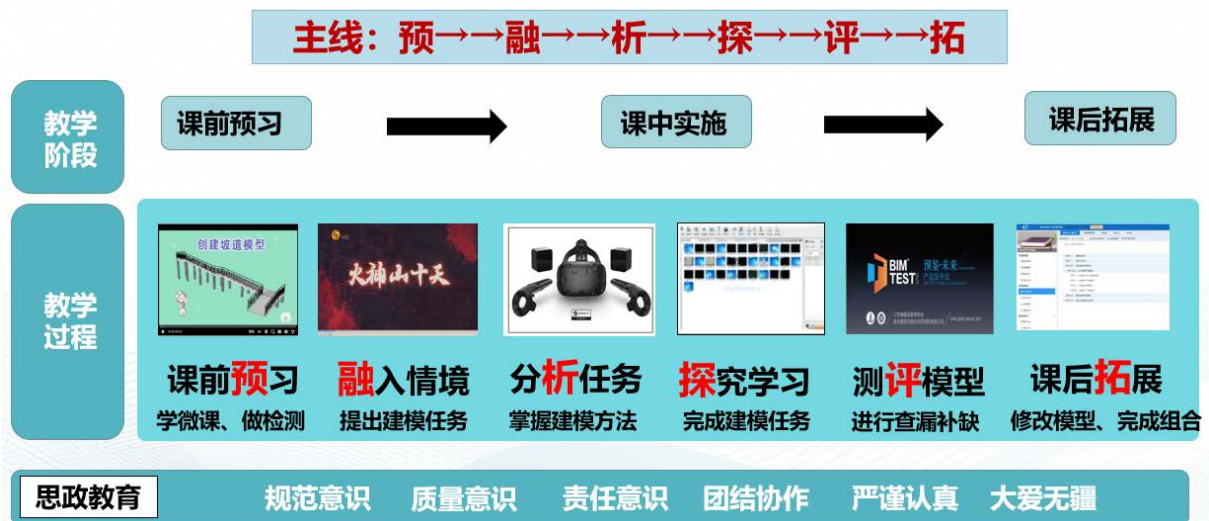 主线：预→→融→→析→→探→→评→→拓
教学
阶段
课前预习
课中实施
课后拓展
教学
过程
创建坡道模型
火神山十天
BIM
TEST
预鉴·未来
课前预习
融入情境
分析任务
探究学习
测评模型
课后拓展
学微课、做检测
提出建模任务
掌握建模方法
完成建模任务
进行查漏补缺
修改模型、完成组合
思政教育
规范意识
质量意识
责任意识
团结协作
严谨认真
大爱无疆